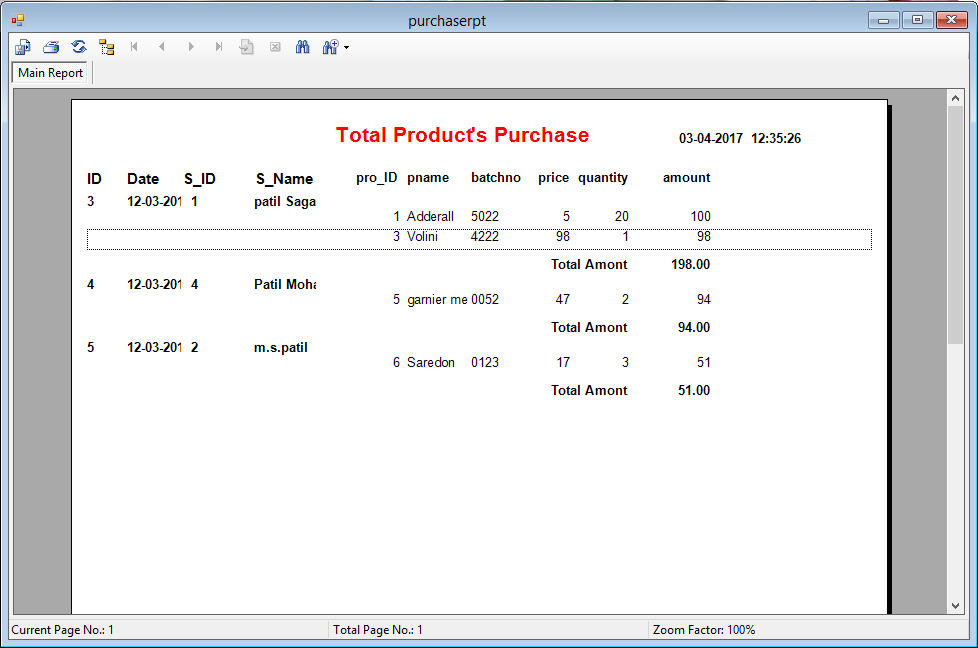 purchaserpt
Main Report
Total Product's Purchase 03-04-2017 12:35:26
ID Date S_ID S_Name pro_ID pname batchno price quantity amount
3 12-03-201 1 patil Saga
1 Adderall 5022 5 20 100
3 Volini 4222 98 1 98
Total Amont 198.00
4 12-03-201 4 Patil Moha
5 garnier me 0052 47 2 94
Total Amont 94.00
5 12-03-201 2 m.s.patil
6 Saredon 0123 17 3 51
Total Amont 51.00
Current Page No.: 1 Total Page No.: 1 Zoom Factor: 100%